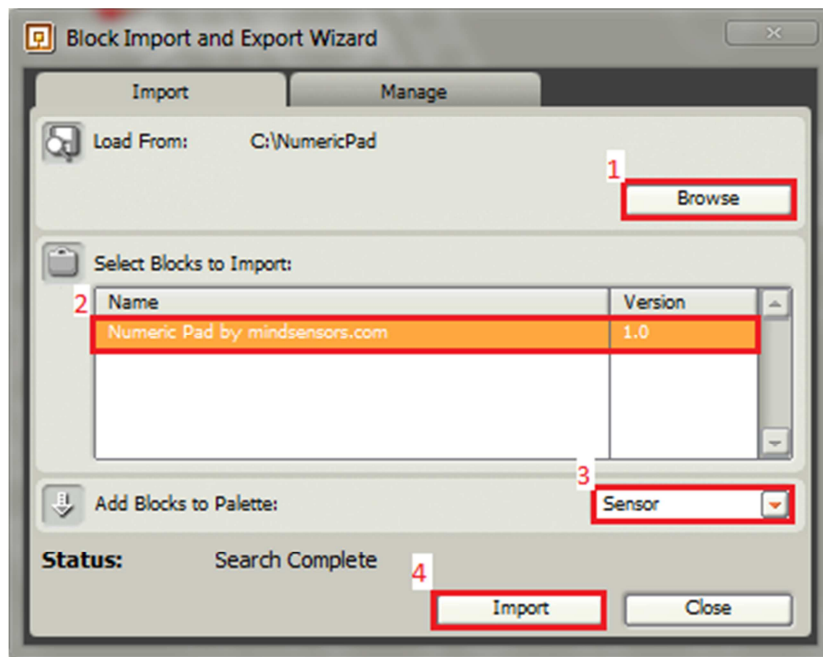 Block Import and Export Wizard
Import Manage
Load From: C:\NumericPad
1
Browse
Select Blocks to Import:
2
Name Version
Numeric Pad by mindsensors.com 1.0
3
Add Blocks to Palette: Sensor
Status: Search Complete
4
Import Close